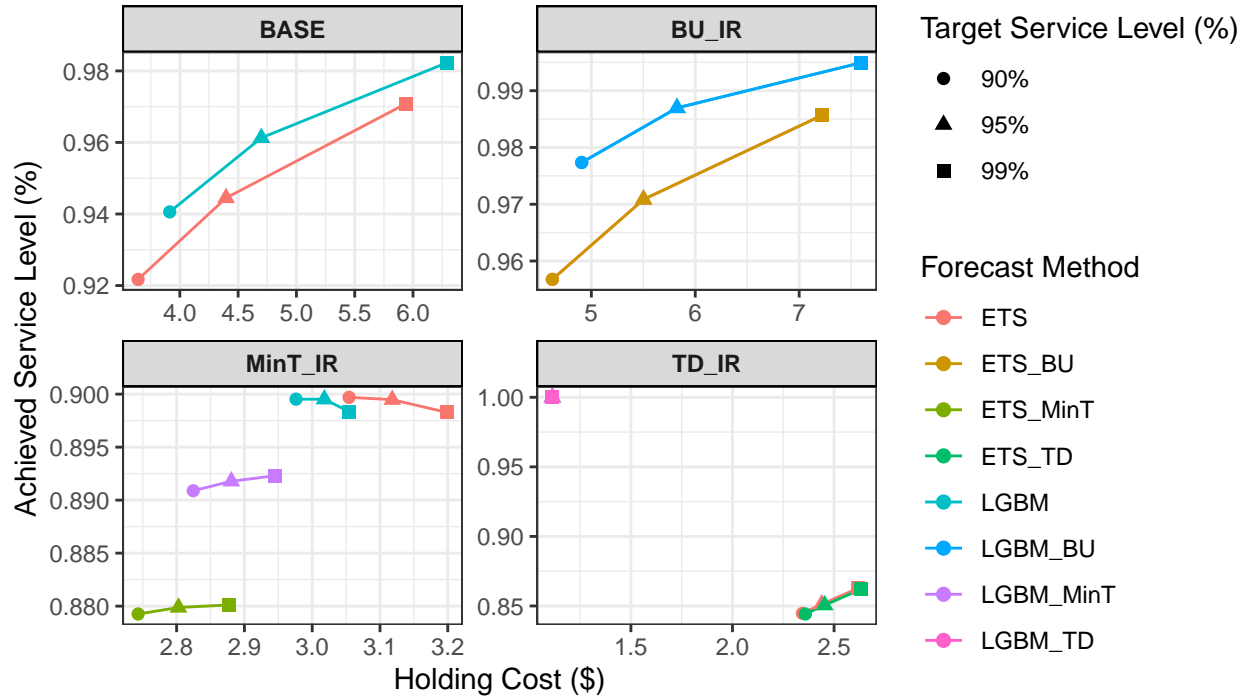 BASE
BU_IR
0.98
0.96
0.94
0.92
4.0 4.5 5.0 5.5 6.0
0.99
0.98
0.97
0.96
5 6 7
MinT_IR
TD_IR
0.900
0.895
0.890
0.885
0.880
2.8 2.9 3.0 3.1 3.2
1.00
0.95
0.90
0.85
1.5 2.0 2.5
Achieved Service Level (%)
Holding Cost ($)
Target Service Level (%)
90%
95%
99%
Forecast Method
ETS
ETS_BU
ETS_MinT
ETS_TD
LGBM
LGBM_BU
LGBM_MinT
LGBM_TD